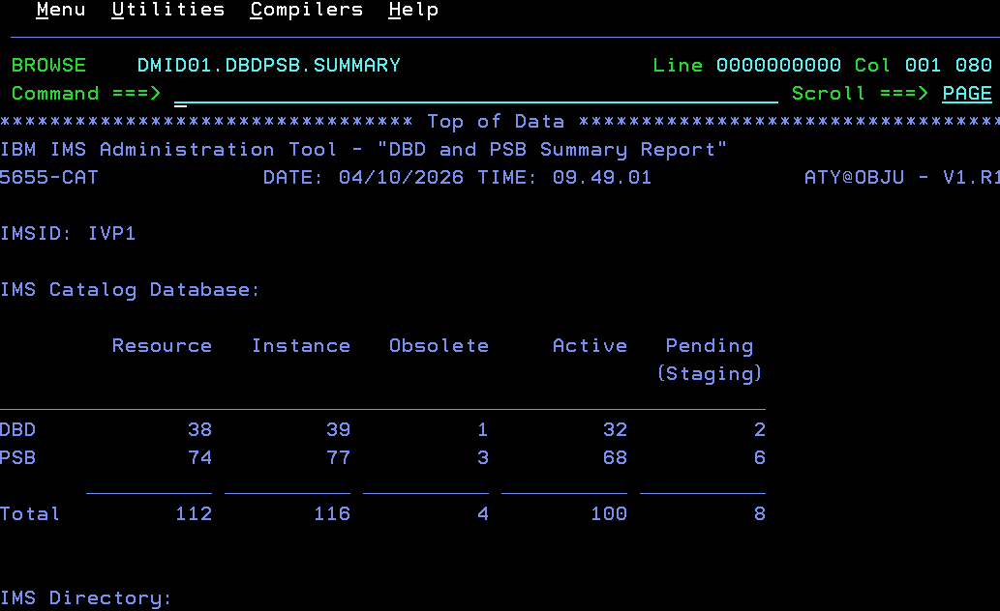 Menu Utilities Compilers Help
BROWSE DMID01.DBDPSB.SUMMARY Line 0000000000 Col 001 080
Command ===> Scroll ===> PAGE
********************************* Top of Data **********************************
IBM IMS Administration Tool - "DBD and PSB Summary Report"
5655-CAT DATE: 04/10/2026 TIME: 09.49.01 ATY@OBJU - V1.R1
IMSID: IVP1
IMS Catalog Database:
Resource Instance Obsolete Active Pending
(Staging)
DBD 38 39 1 32 2
PSB 74 77 3 68 6
Total 112 116 4 100 8
IMS Directory: